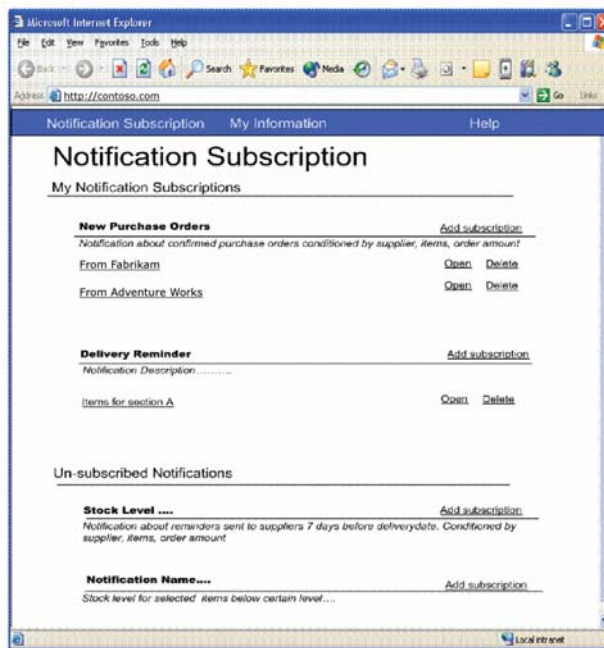 Microsoft Internet Explorer
File Edit View Favorites Tools Help
Back Search Favorites Media
Address http://contoso.com Go Links
Notification Subscription My Information Help
Notification Subscription
My Notification Subscriptions
New Purchase Orders Add subscription
Notification about confirmed purchase orders conditioned by supplier, items, order amount
From Fabrikam Open Delete
From Adventure Works Open Delete
Delivery Reminder Add subscription
Notification Description..........
Items for section A Open Delete
Un-subscribed Notifications
Stock Level .... Add subscription
Notification about reminders sent to suppliers 7 days before deliverydate. Conditioned by
supplier, items, order amount
Notification Name.... Add subscription
Stock level for selected items below certain level....
Local intranet